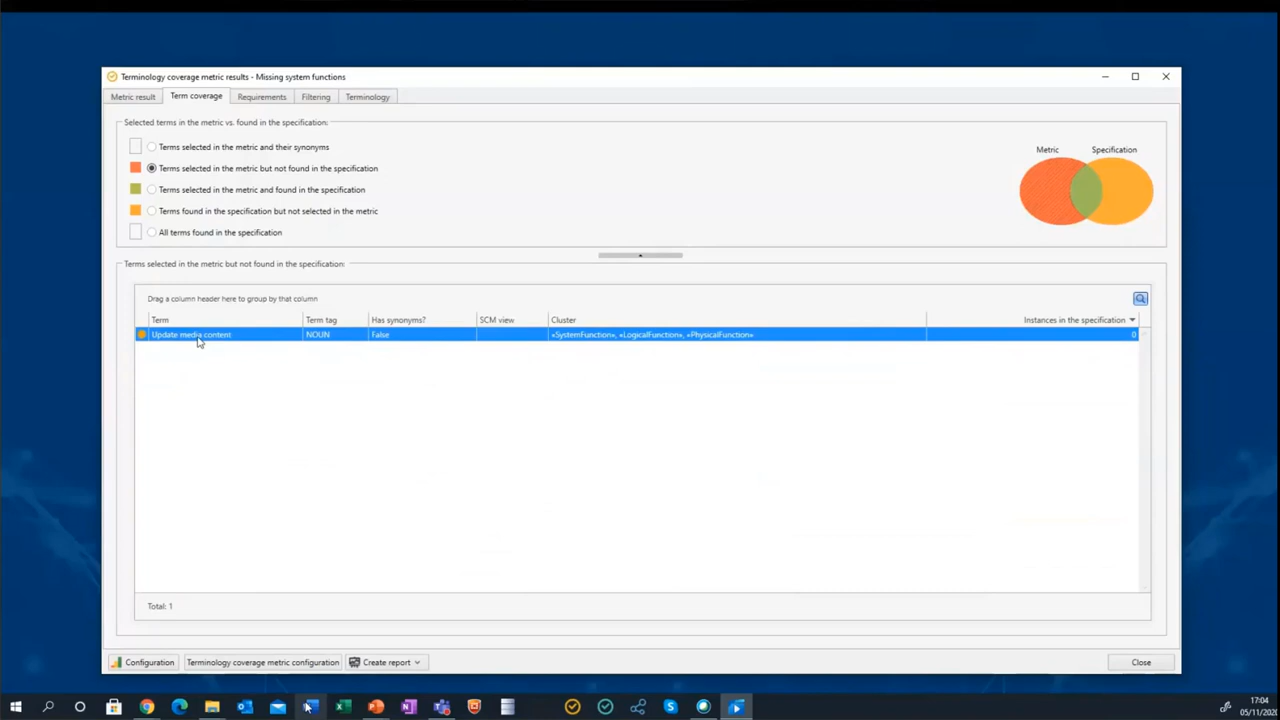 Terminology coverage metric results - Missing system functions
Metric result
Term coverage
Requirements
Filtering
Terminology
Selected terms in the metric vs. found in the specification:
Terms selected in the metric and their synonyms
Terms selected in the metric but not found in the specification
Terms selected in the metric and found in the specification
Terms found in the specification but not selected in the metric
All terms found in the specification
Metric
Specification
Terms selected in the metric but not found in the specification:
Drag a column header here to group by that column
Term
Term tag
Has synonyms?
SCM view
Cluster
Instances in the specification
Update media content
NOUN
False
«SystemFunction», «LogicalFunction», «PhysicalFunction»
0
Total: 1
Configuration
Terminology coverage metric configuration
Create report
Close
17:04